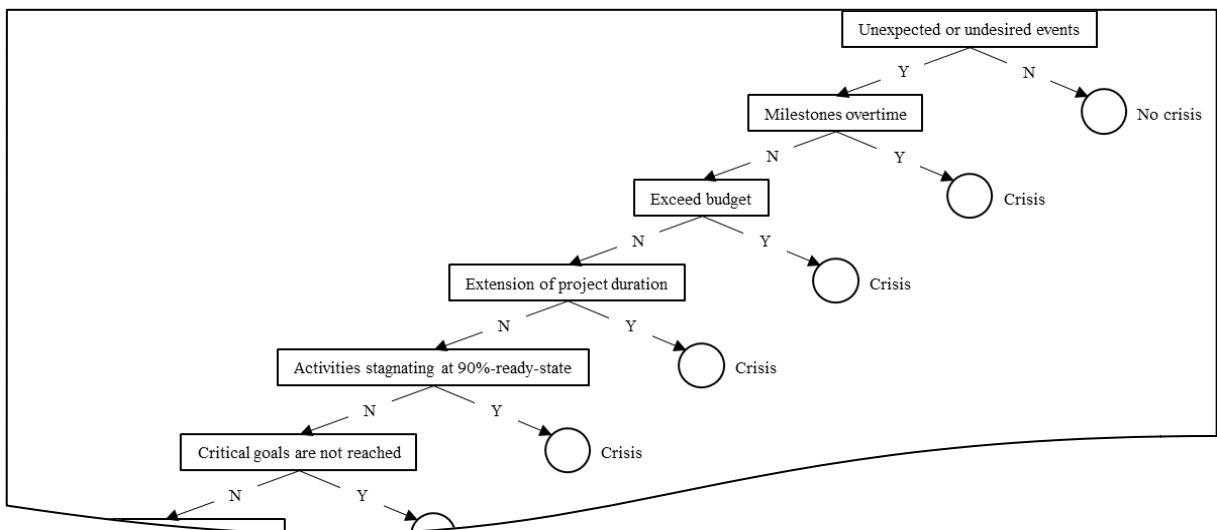 Unexpected or undesired events
Y
N
Milestones overtime
No crisis
N
Y
Exceed budget
Crisis
N
Y
Extension of project duration
Crisis
N
Y
Activities stagnating at 90%-ready-state
Crisis
N
Y
Critical goals are not reached
Crisis
N
Y